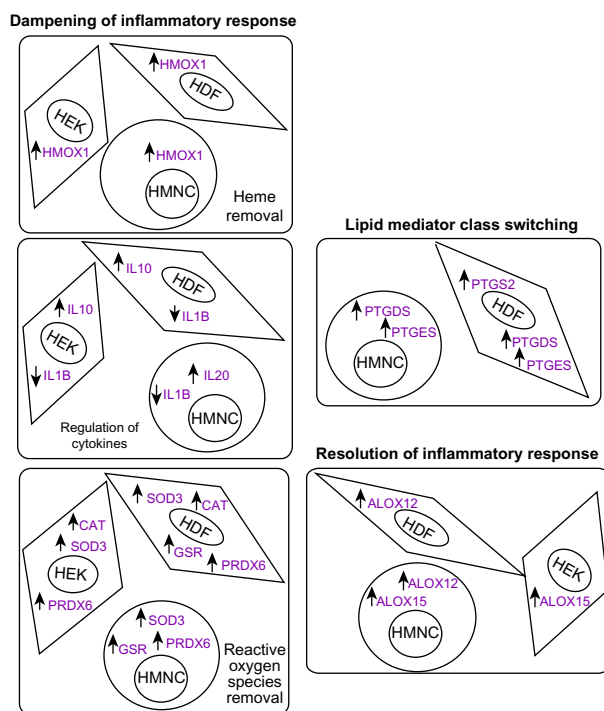 Dampening of inflammatory response
HMOX1
HDF
HEK
HMOX1
HMOX1
HMNC
Heme
removal
IL10
HDF
IL1B
IL10
HEK
IL1B
IL20
IL1B
HMNC
Regulation of
cytokines
SOD3
CAT
HDF
GSR
PRDX6
CAT
SOD3
HEK
PRDX6
SOD3
PRDX6
GSR
HMNC
Reactive
oxygen
species
removal
Lipid mediator class switching
PTGS2
HDF
PTGDS
PTGES
PTGDS
PTGES
HMNC
Resolution of inflammatory response
ALOX12
HDF
HEK
ALOX15
ALOX12
ALOX15
HMNC